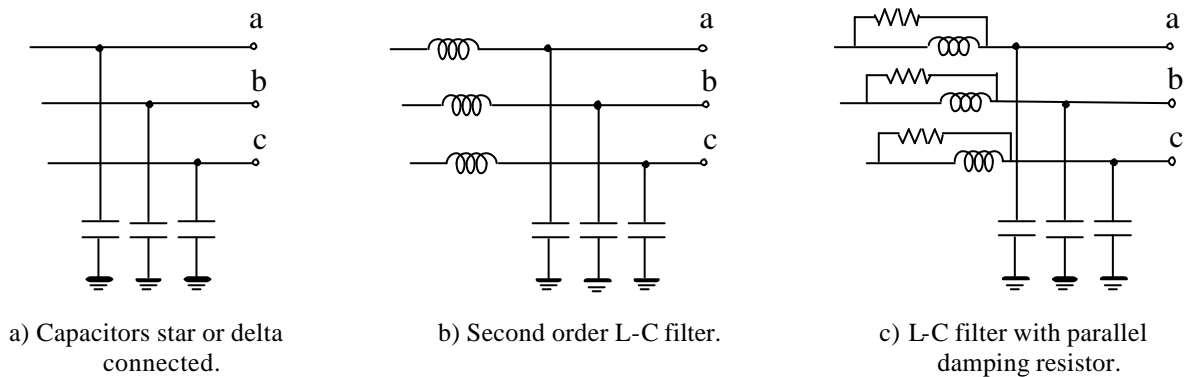 a
b
c
a) Capacitors star or delta
connected.
a
b
c
b) Second order L-C filter.
a
b
c
c) L-C filter with parallel
damping resistor.